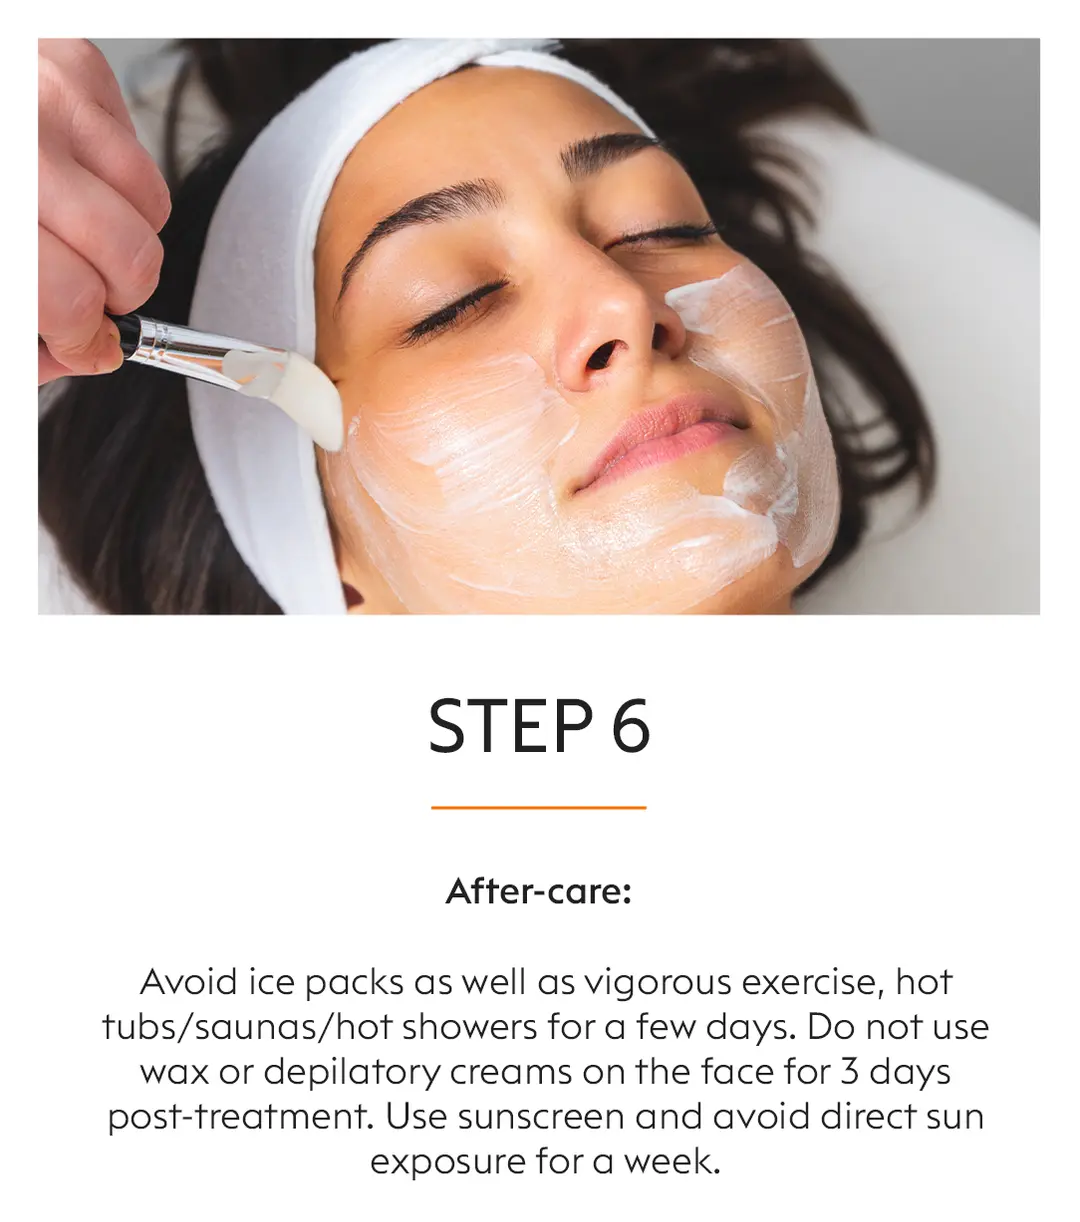 STEP 6
After-care:
Avoid ice packs as well as vigorous exercise, hot
tubs/saunas/hot showers for a few days. Do not use
wax or depilatory creams on the face for 3 days
post-treatment. Use sunscreen and avoid direct sun
exposure for a week.